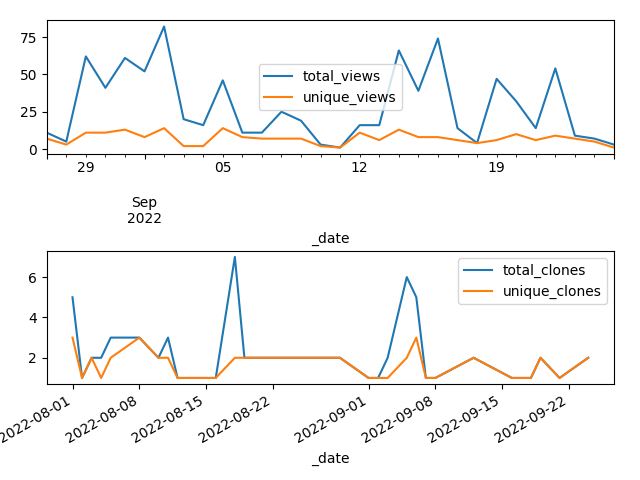 75
50
25
0
total_views
unique_views
29
05
12
19
Sep
2022
_date
6
4
2
total_clones
unique_clones
2022-08-01
2022-08-08
2022-08-15
2022-08-22
2022-09-01
2022-09-08
2022-09-15
2022-09-22
_date